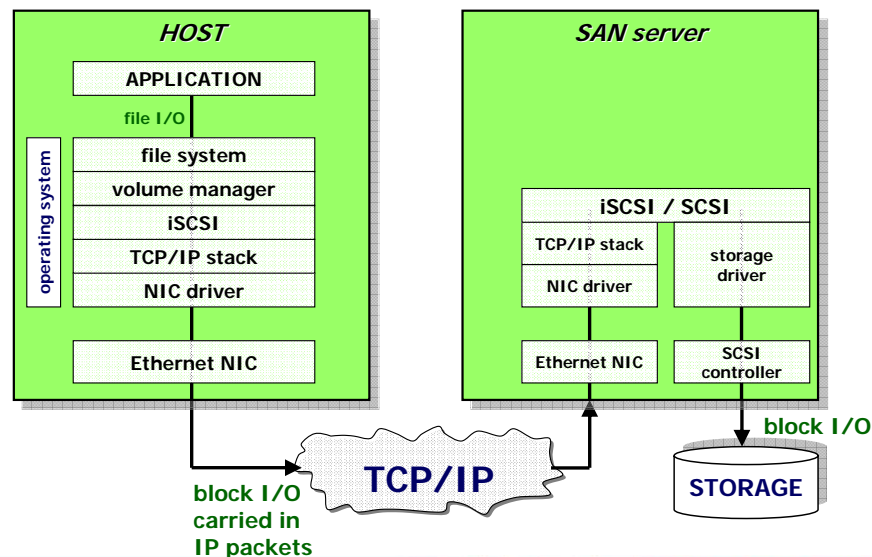 HOST
APPLICATION
file I/O
operating system
file system
volume manager
iSCSI
TCP/IP stack
NIC driver
Ethernet NIC
block I/O
carried in
IP packets
TCP/IP
SAN server
iSCSI / SCSI
TCP/IP stack
NIC driver
storage
driver
Ethernet NIC
SCSI
controller
block I/O
STORAGE